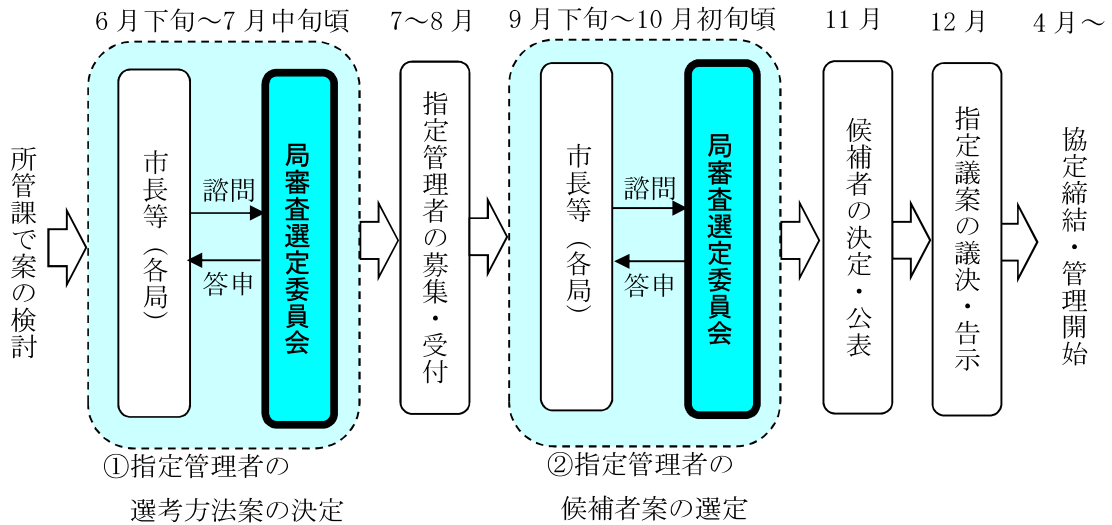 6月下旬～7月中旬頃
7～8月
9月下旬～10月初旬頃
11月
12月
4月～
所管課で案の検討
市長等（各局）
諮問
答申
局審査選定委員会
指定管理者の募集・受付
市長等（各局）
諮問
答申
局審査選定委員会
候補者の決定・公表
指定議案の議決・告示
協定締結・管理開始
①指定管理者の
選考方法案の決定
②指定管理者の
候補者案の選定